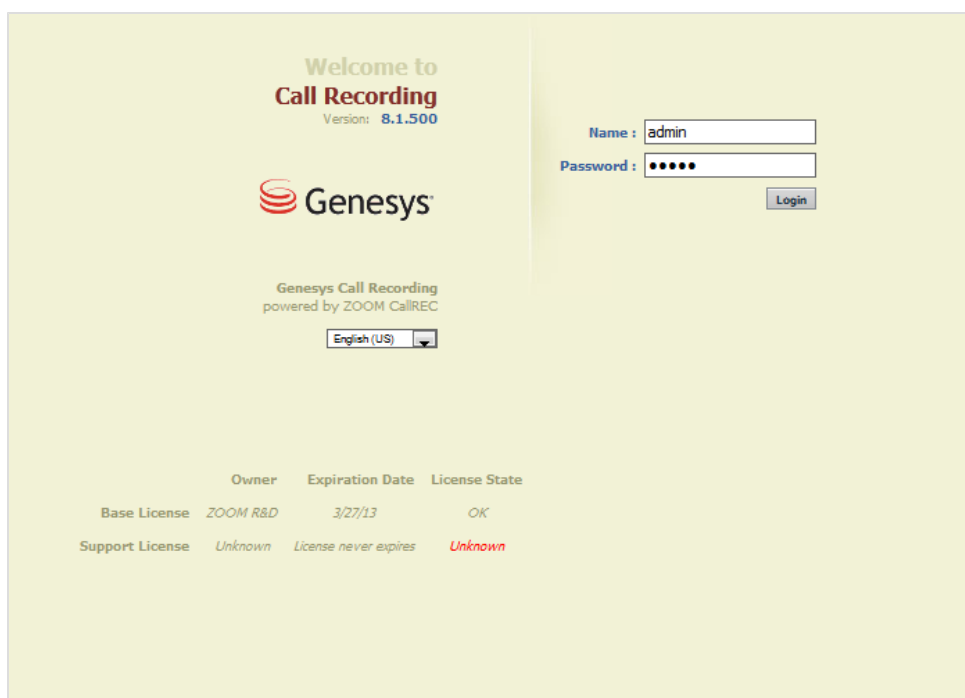 Welcome to
Call Recording
Version: 8.1.500
Genesys
Genesys Call Recording
powered by ZOOM CallREC
English (US)
Name : admin
Password : •••••
Login
Owner Expiration Date License State
Base License ZOOM R&D 3/27/13 OK
Support License Unknown License never expires Unknown